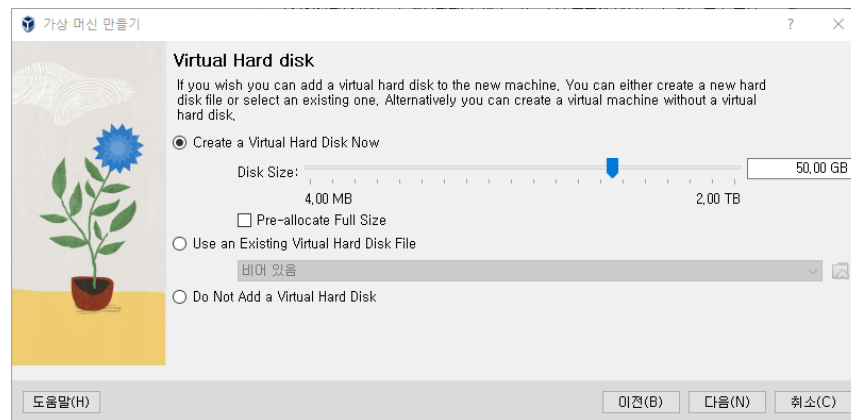 가상 머신 만들기
Virtual Hard disk
If you wish you can add a virtual hard disk to the new machine, You can either create a new hard
disk file or select an existing one, Alternatively you can create a virtual machine without a virtual
hard disk,
Create a Virtual Hard Disk Now
Disk Size: 50,00 GB
4,00 MB 2,00 TB
Pre-allocate Full Size
Use an Existing Virtual Hard Disk File
비어 있음
Do Not Add a Virtual Hard Disk
도움말(H) 이전(B) 다음(N) 취소(C)